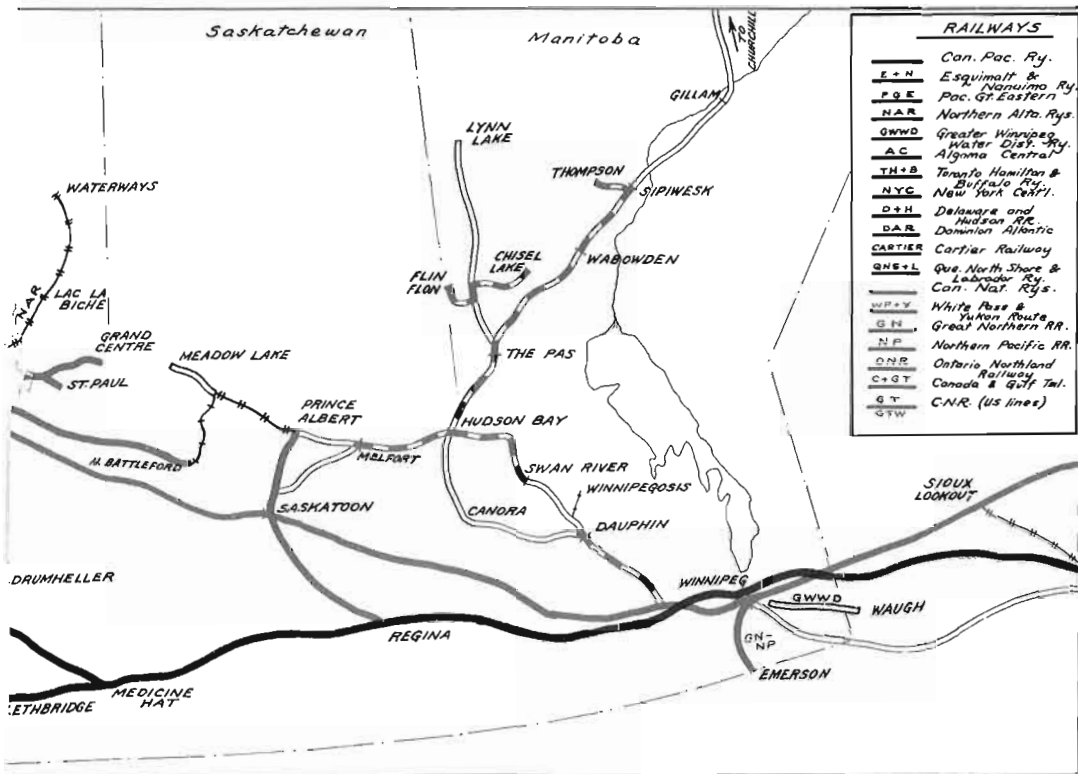 Saskatchewan
Manitoba
TO
CHURCHILL
GILLAM
LYNN
LAKE
THOMPSON
SIPIWESK
WATERWAYS
CHISEL
LAKE
WABOWDEN
FLIN
FLON
NAR
LAC LA
BICHE
GRAND
CENTRE
MEADOW LAKE
THE PAS
ST. PAUL
PRINCE
ALBERT
HUDSON BAY
MELFORT
N. BATTLEFORD
SWAN RIVER
WINNIPEGOSIS
SIOUX
LOOKOUT
SASKATOON
CANORA
DAUPHIN
DRUMHELLER
WINNIPEG
GWWD
WAUGH
REGINA
GN-
NP
EMERSON
MEDICINE
HAT
ETHBRIDGE
RAILWAYS
Can. Pac. Ry.
E+N Esquimalt &
Nanaimo Ry.
PGE Pac. Gt. Eastern
NAR Northern Alta. Rys.
GWWD Greater Winnipeg
Water Dist. Ry.
AC Algoma Central
TH+B Toronto Hamilton &
Buffalo Ry.
NYC New York Cent'l.
D+H Delaware and
Hudson RR.
DAR Dominion Atlantic
CARTIER Cartier Railway
QNS+L Que. North Shore &
Labrador Ry.
Can. Nat. Rys.
WP+Y White Pass &
Yukon Route
GN Great Northern RR.
NP Northern Pacific RR.
ONR Ontario Northland
Railway
C+GT Canada & Gulf Tml.
GT C.N.R. (US lines)
GTW